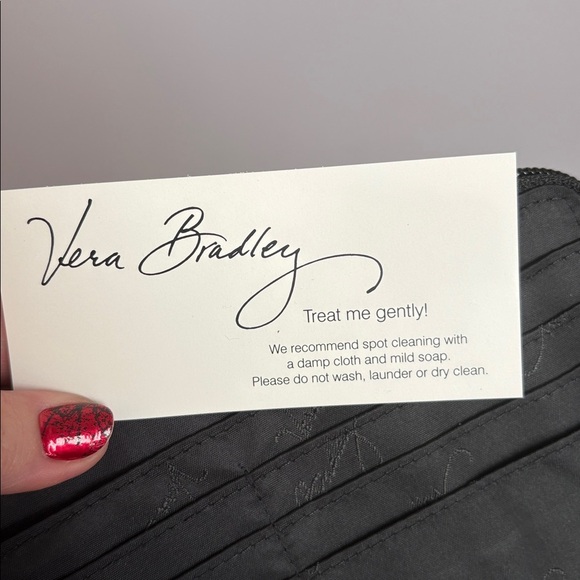 Vera Bradley
Treat me gently!
We recommend spot cleaning with
a damp cloth and mild soap.
Please do not wash, launder or dry clean.